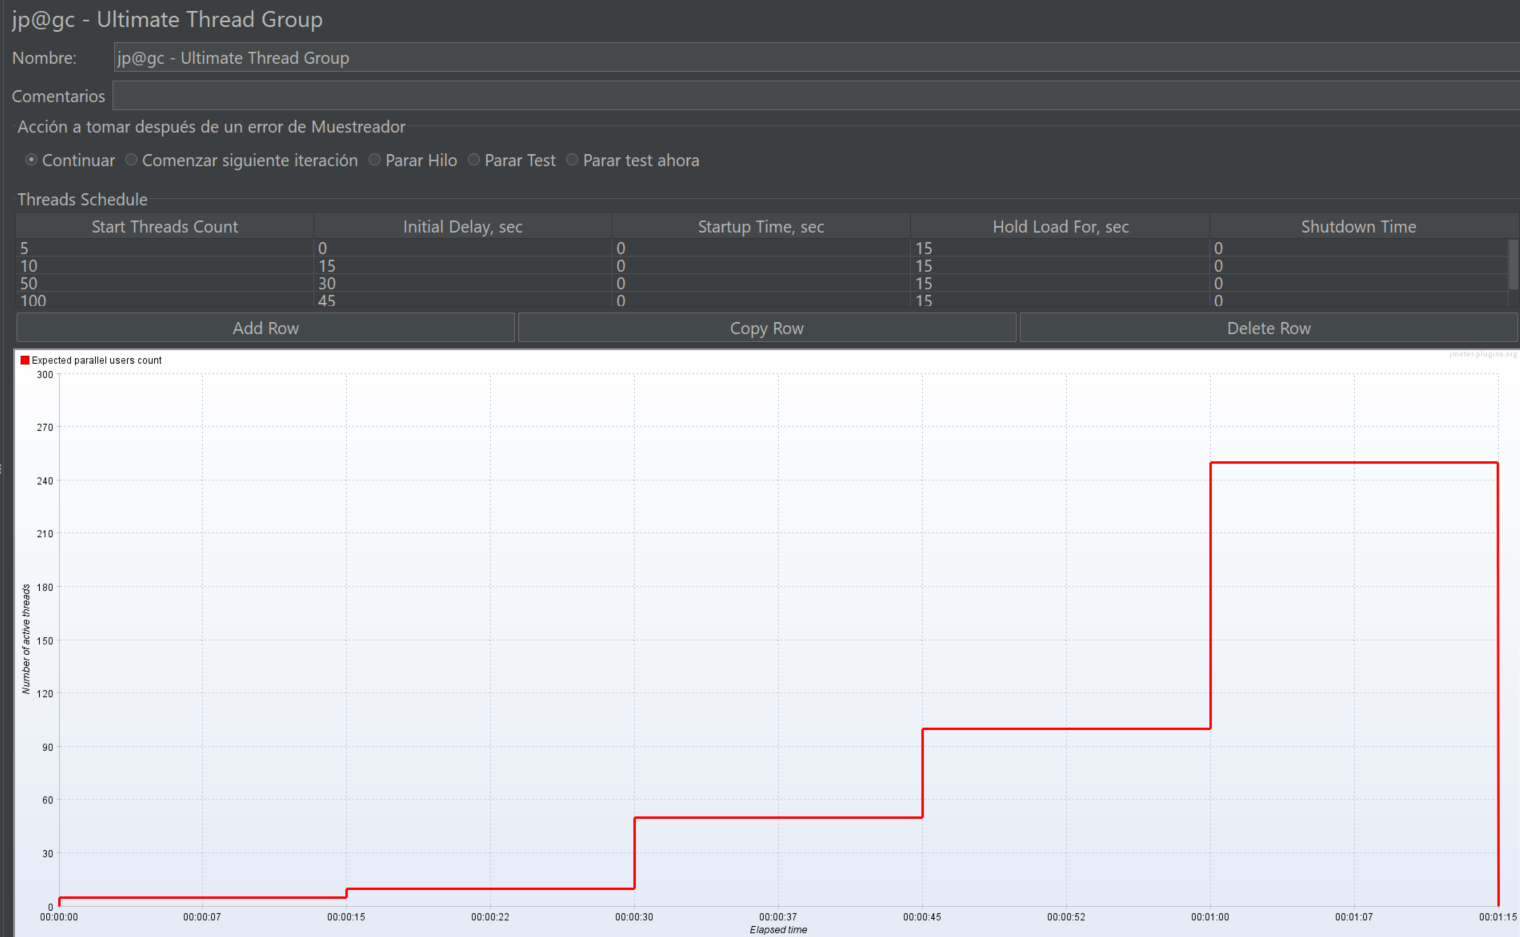 jp@gc - Ultimate Thread Group
Nombre: jp@gc - Ultimate Thread Group
Comentarios
Acción a tomar después de un error de Muestreador
Continuar Comenzar siguiente iteración Parar Hilo Parar Test Parar test ahora
Threads Schedule
Start Threads Count Initial Delay, sec Startup Time, sec Hold Load For, sec Shutdown Time
5 0 0 15 0
10 15 0 15 0
50 30 0 15 0
100 45 0 15 0
Add Row Copy Row Delete Row
Expected parallel users count
jmeter-plugins.org
300
270
240
210
180
150
120
90
60
30
0
Number of active threads
00:00:00 00:00:07 00:00:15 00:00:22 00:00:30 00:00:37 00:00:45 00:00:52 00:01:00 00:01:07 00:01:15
Elapsed time